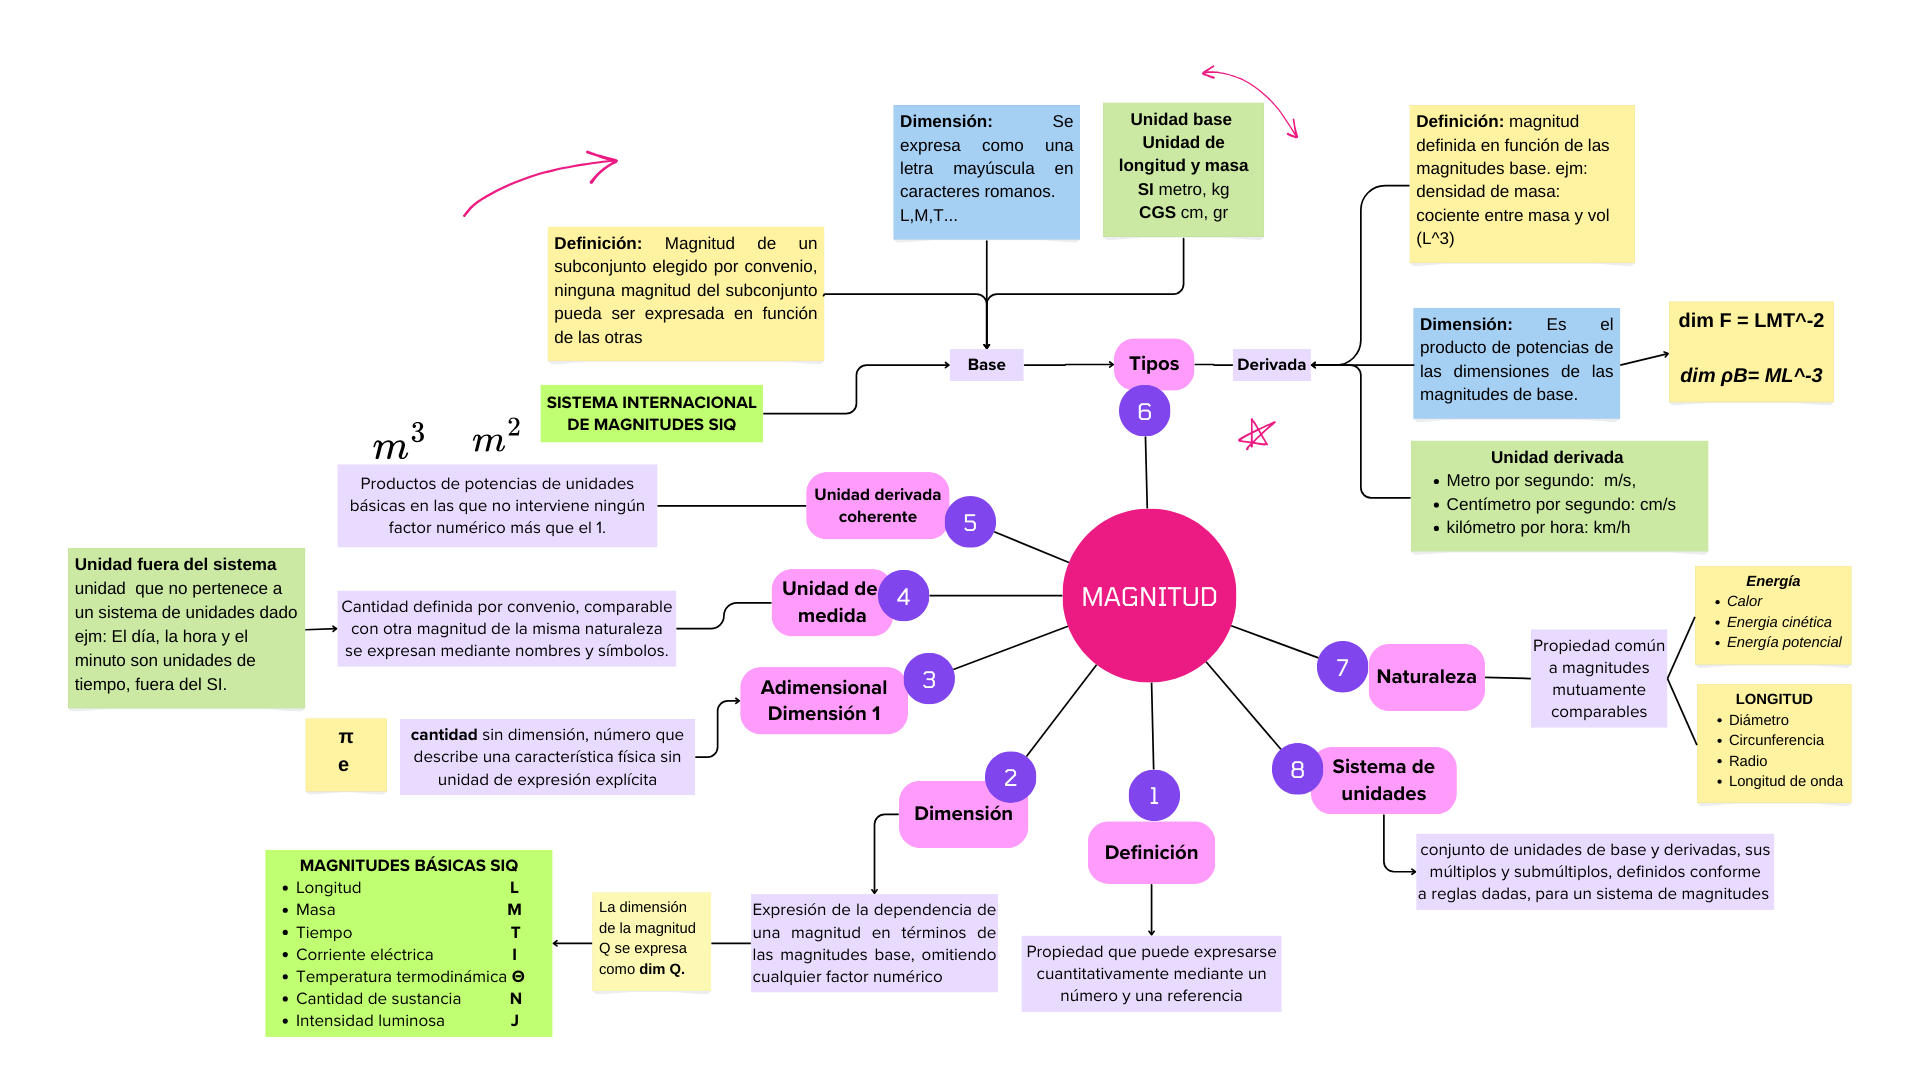 Dimensión: Se
expresa como una
letra mayúscula en
caracteres romanos.
L,M,T...
Unidad base
Unidad de
longitud y masa
SI metro, kg
CGS cm, gr
Definición: magnitud
definida en función de las
magnitudes base. ejm:
densidad de masa:
cociente entre masa y vol
(L^3)
Definición: Magnitud de un
subconjunto elegido por convenio,
ninguna magnitud del subconjunto
pueda ser expresada en función
de las otras
Dimensión: Es el
producto de potencias de
las dimensiones de las
magnitudes de base.
dim F = LMT^-2
dim ρB= ML^-3
Base
Tipos
Derivada
6
SISTEMA INTERNACIONAL
DE MAGNITUDES SIQ
m³ m²
Productos de potencias de unidades
básicas en las que no interviene ningún
factor numérico más que el 1.
Unidad derivada
coherente
5
Unidad derivada
• Metro por segundo: m/s,
• Centímetro por segundo: cm/s
• kilómetro por hora: km/h
Unidad fuera del sistema
unidad que no pertenece a
un sistema de unidades dado
ejm: El día, la hora y el
minuto son unidades de
tiempo, fuera del SI.
Cantidad definida por convenio, comparable
con otra magnitud de la misma naturaleza
se expresan mediante nombres y símbolos.
Unidad de
medida
4
MAGNITUD
Energía
• Calor
• Energia cinética
• Energía potencial
Propiedad común
a magnitudes
mutuamente
comparables
7
Naturaleza
LONGITUD
• Diámetro
• Circunferencia
• Radio
• Longitud de onda
Adimensional
Dimensión 1
3
π
e
cantidad sin dimensión, número que
describe una característica física sin
unidad de expresión explícita
2
Dimensión
1
Definición
8
Sistema de
unidades
conjunto de unidades de base y derivadas, sus
múltiplos y submúltiplos, definidos conforme
a reglas dadas, para un sistema de magnitudes
MAGNITUDES BÁSICAS SIQ
• Longitud L
• Masa M
• Tiempo T
• Corriente eléctrica I
• Temperatura termodinámica Θ
• Cantidad de sustancia N
• Intensidad luminosa J
La dimensión
de la magnitud
Q se expresa
como dim Q.
Expresión de la dependencia de
una magnitud en términos de
las magnitudes base, omitiendo
cualquier factor numérico
Propiedad que puede expresarse
cuantitativamente mediante un
número y una referencia